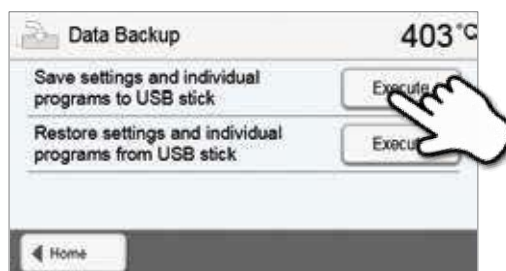 Data Backup 403 °C
Save settings and individual
programs to USB stick
Execute
Restore settings and individual
programs from USB stick
◀ Home